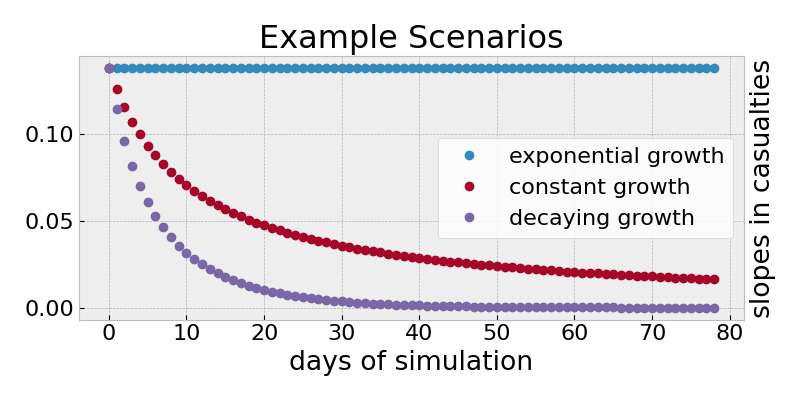 Example Scenarios
slopes in casualties
0.10
0.05
0.00
exponential growth
constant growth
decaying growth
0 10 20 30 40 50 60 70 80
days of simulation